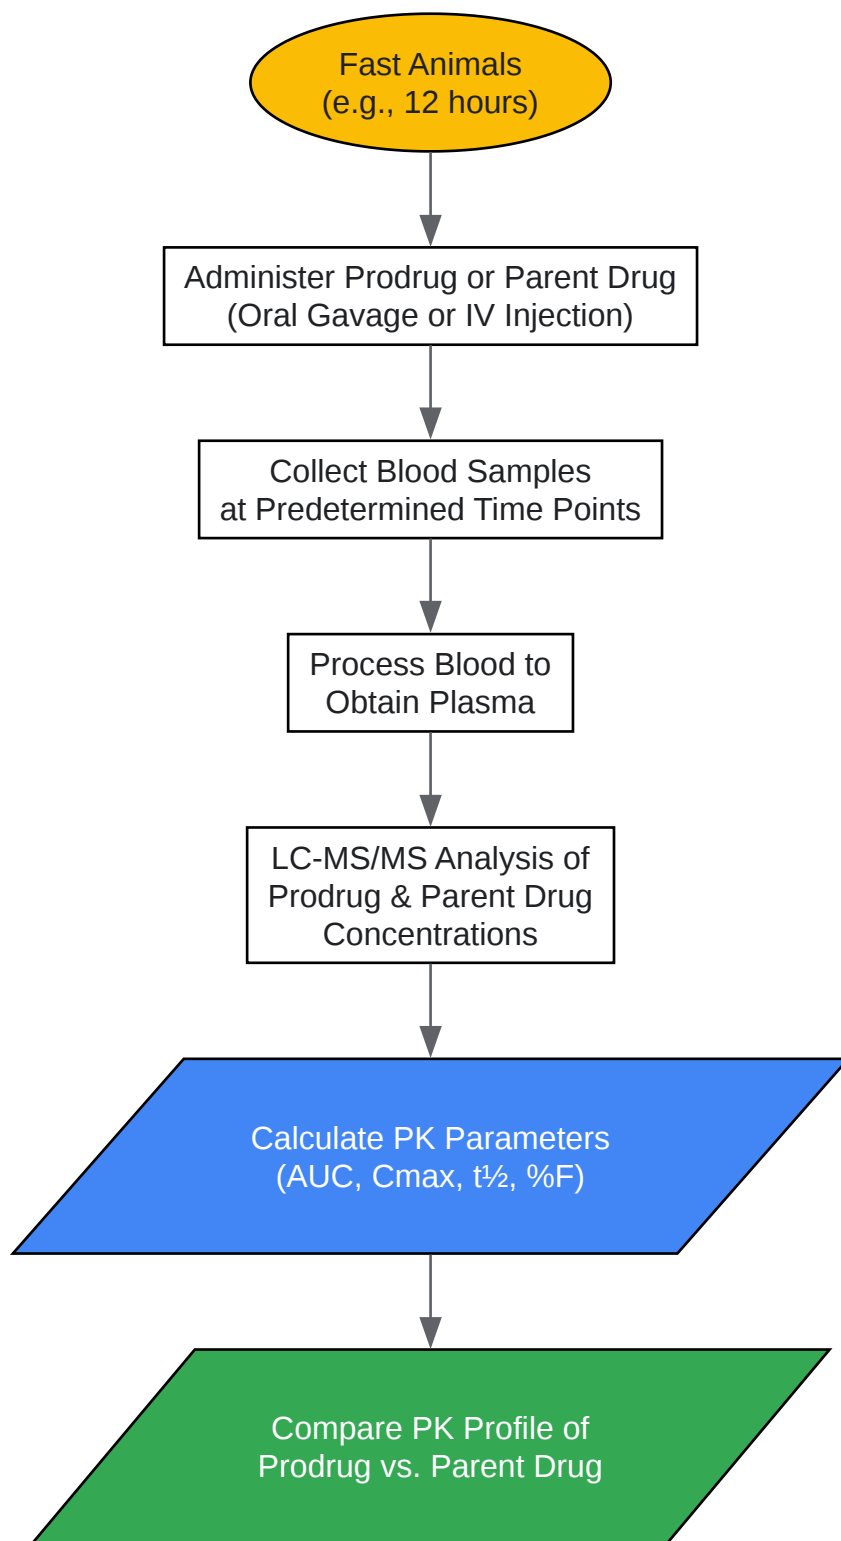 Fast Animals
(e.g., 12 hours)
Administer Prodrug or Parent Drug
(Oral Gavage or IV Injection)
Collect Blood Samples
at Predetermined Time Points
Process Blood to
Obtain Plasma
LC-MS/MS Analysis of
Prodrug & Parent Drug
Concentrations
Calculate PK Parameters
(AUC, Cmax, t½, %F)
Compare PK Profile of
Prodrug vs. Parent Drug